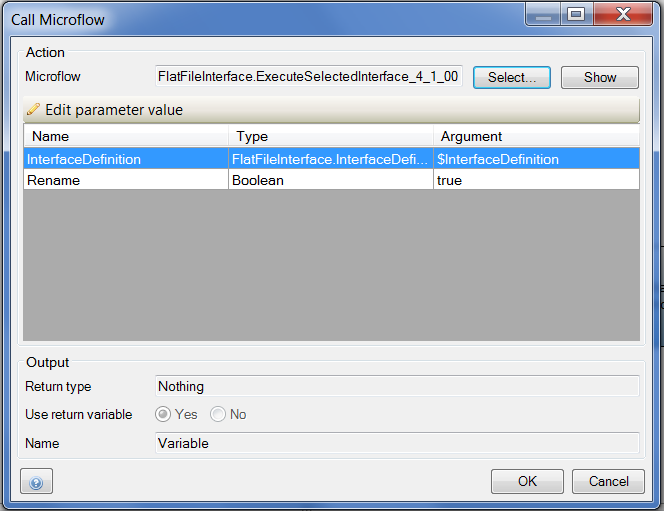 Call Microflow
Action
Microflow FlatFileInterface.ExecuteSelectedInterface_4_1_00 Select... Show
Edit parameter value
Name Type Argument
InterfaceDefinition FlatFileInterface.InterfaceDefi... $InterfaceDefinition
Rename Boolean true
Output
Return type Nothing
Use return variable Yes No
Name Variable
? OK Cancel